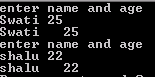 enter name and age
Swati 25
Swati    25
enter name and age
shalu 22
shalu    22